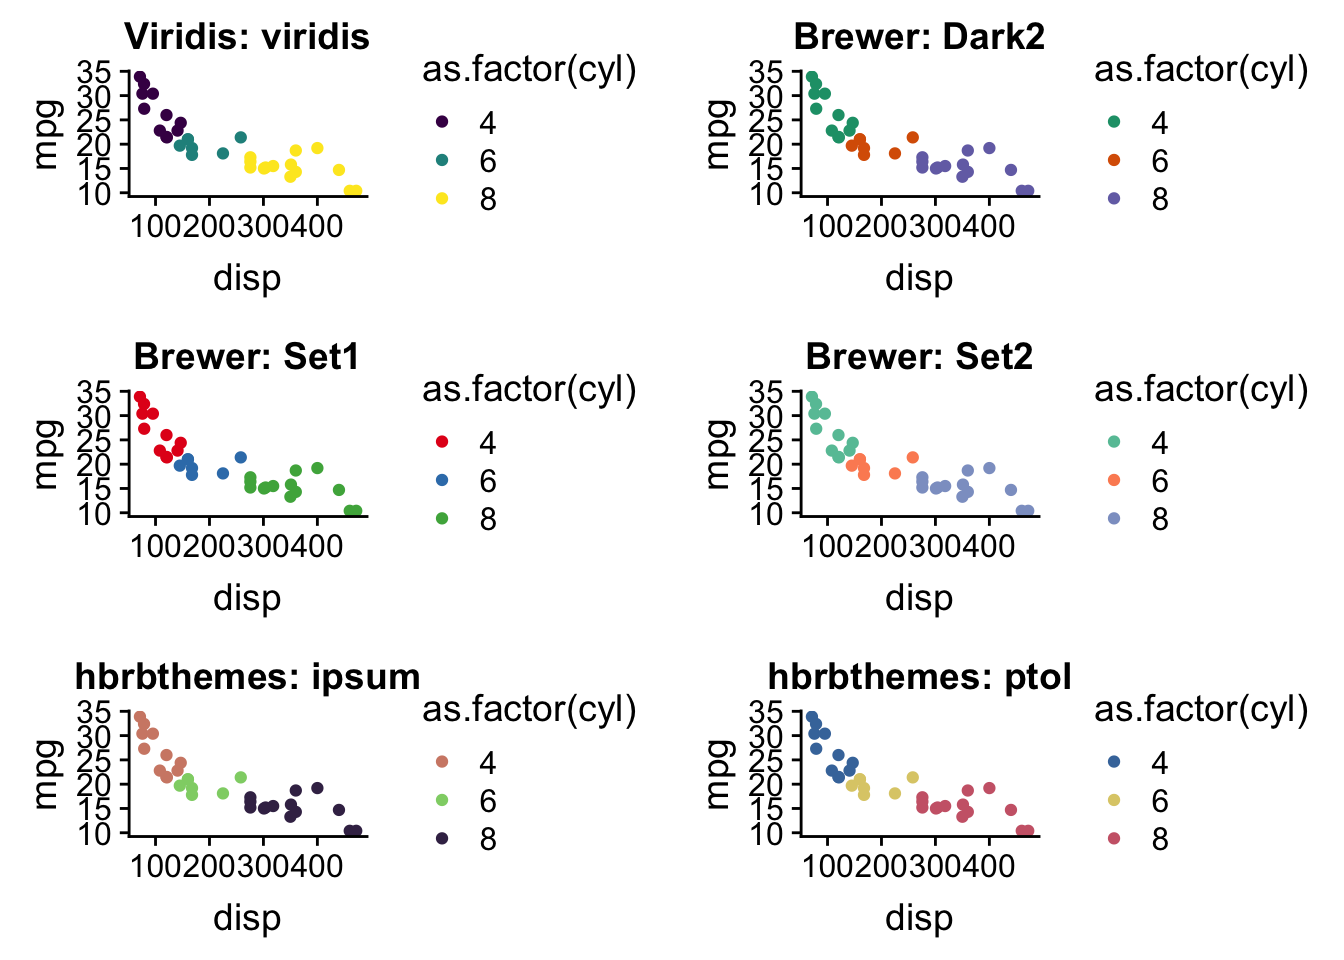 Viridis: viridis
as.factor(cyl)
mpg
35
30
25
20
15
10
100 200 300 400
disp
4
6
8
Brewer: Dark2
as.factor(cyl)
mpg
35
30
25
20
15
10
100 200 300 400
disp
4
6
8
Brewer: Set1
as.factor(cyl)
mpg
35
30
25
20
15
10
100 200 300 400
disp
4
6
8
Brewer: Set2
as.factor(cyl)
mpg
35
30
25
20
15
10
100 200 300 400
disp
4
6
8
hbrbthemes: ipsum
as.factor(cyl)
mpg
35
30
25
20
15
10
100 200 300 400
disp
4
6
8
hbrbthemes: ptol
as.factor(cyl)
mpg
35
30
25
20
15
10
100 200 300 400
disp
4
6
8